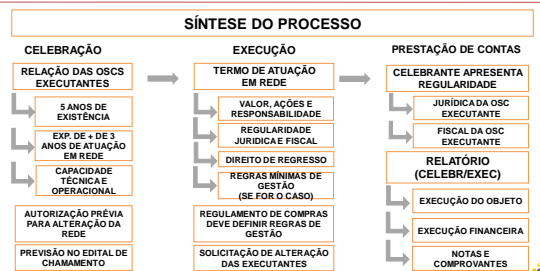 SÍNTESE DO PROCESSO
CELEBRAÇÃO
RELAÇÃO DAS OSCS
EXECUTANTES
5 ANOS DE
EXISTÊNCIA
EXP. DE + DE 3
ANOS DE ATUAÇÃO
EM REDE
CAPACIDADE
TÉCNICA E
OPERACIONAL
AUTORIZAÇÃO PRÉVIA
PARA ALTERAÇÃO DA
REDE
PREVISÃO NO EDITAL DE
CHAMAMENTO
EXECUÇÃO
TERMO DE ATUAÇÃO
EM REDE
VALOR, AÇÕES E
RESPONSABILIDADE
REGULARIDADE
JURIDICA E FISCAL
DIREITO DE REGRESSO
REGRAS MÍNIMAS DE
GESTÃO
(SE FOR O CASO)
REGULAMENTO DE COMPRAS
DEVE DEFINIR REGRAS DE
GESTÃO
SOLICITAÇÃO DE ALTERAÇÃO
DAS EXECUTANTES
PRESTAÇÃO DE CONTAS
CELEBRANTE APRESENTA
REGULARIDADE
JURÍDICA DA OSC
EXECUTANTE
FISCAL DA OSC
EXECUTANTE
RELATÓRIO
(CELEBR/EXEC)
EXECUÇÃO DO OBJETO
EXECUÇÃO FINANCEIRA
NOTAS E
COMPROVANTES